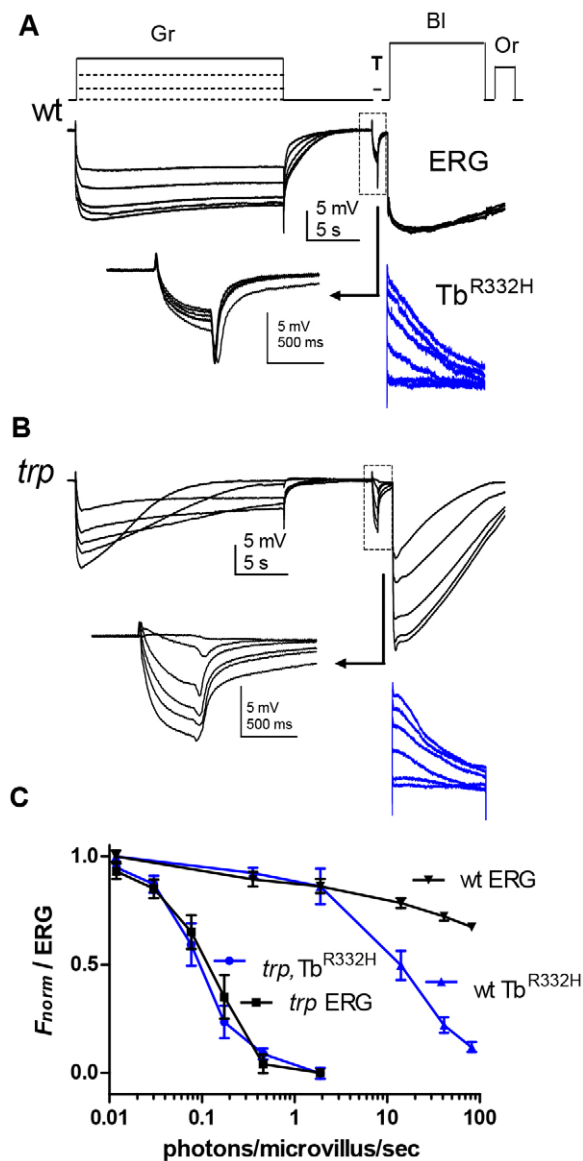 A
Gr
T
Bl
Or
wt
ERG
5 mV
5 s
Tb^R332H
5 mV
500 ms
B
trp
5 mV
5 s
5 mV
500 ms
C
F_norm / ERG
1.0
0.5
0.0
wt ERG
trp, Tb^R332H
trp ERG
wt Tb^R332H
0.01 0.1 1 10 100
photons/microvillus/sec